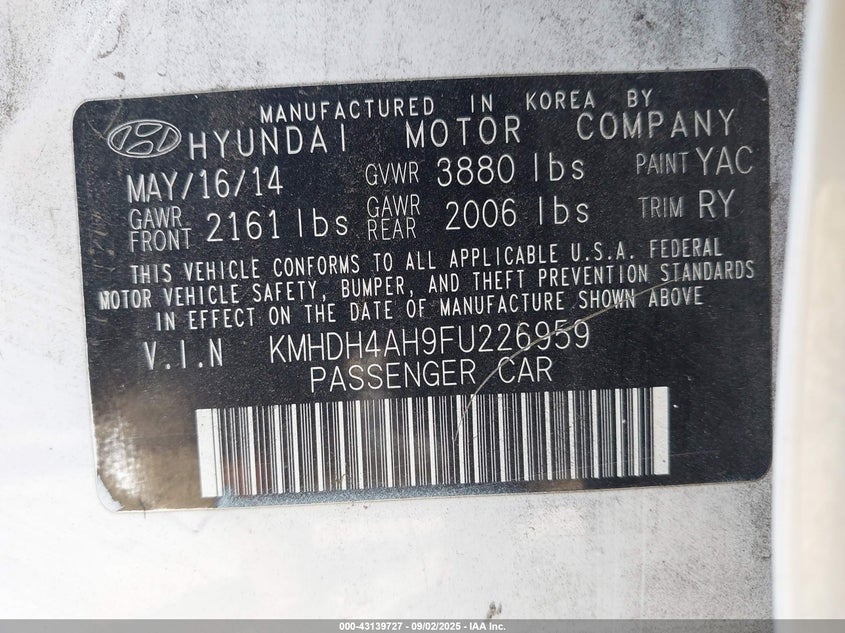 MANUFACTURED IN KOREA BY
HYUNDAI MOTOR COMPANY
MAY/16/14 GVWR 3880 lbs PAINT YAC
GAWR FRONT 2161 lbs GAWR REAR 2006 lbs TRIM RY
THIS VEHICLE CONFORMS TO ALL APPLICABLE U.S.A. FEDERAL
MOTOR VEHICLE SAFETY, BUMPER, AND THEFT PREVENTION STANDARDS
IN EFFECT ON THE DATE OF MANUFACTURE SHOWN ABOVE
V.I.N KMHDH4AH9FU226959
PASSENGER CAR
000-43139727 - 09/02/2025 - IAAI Inc. Copyright